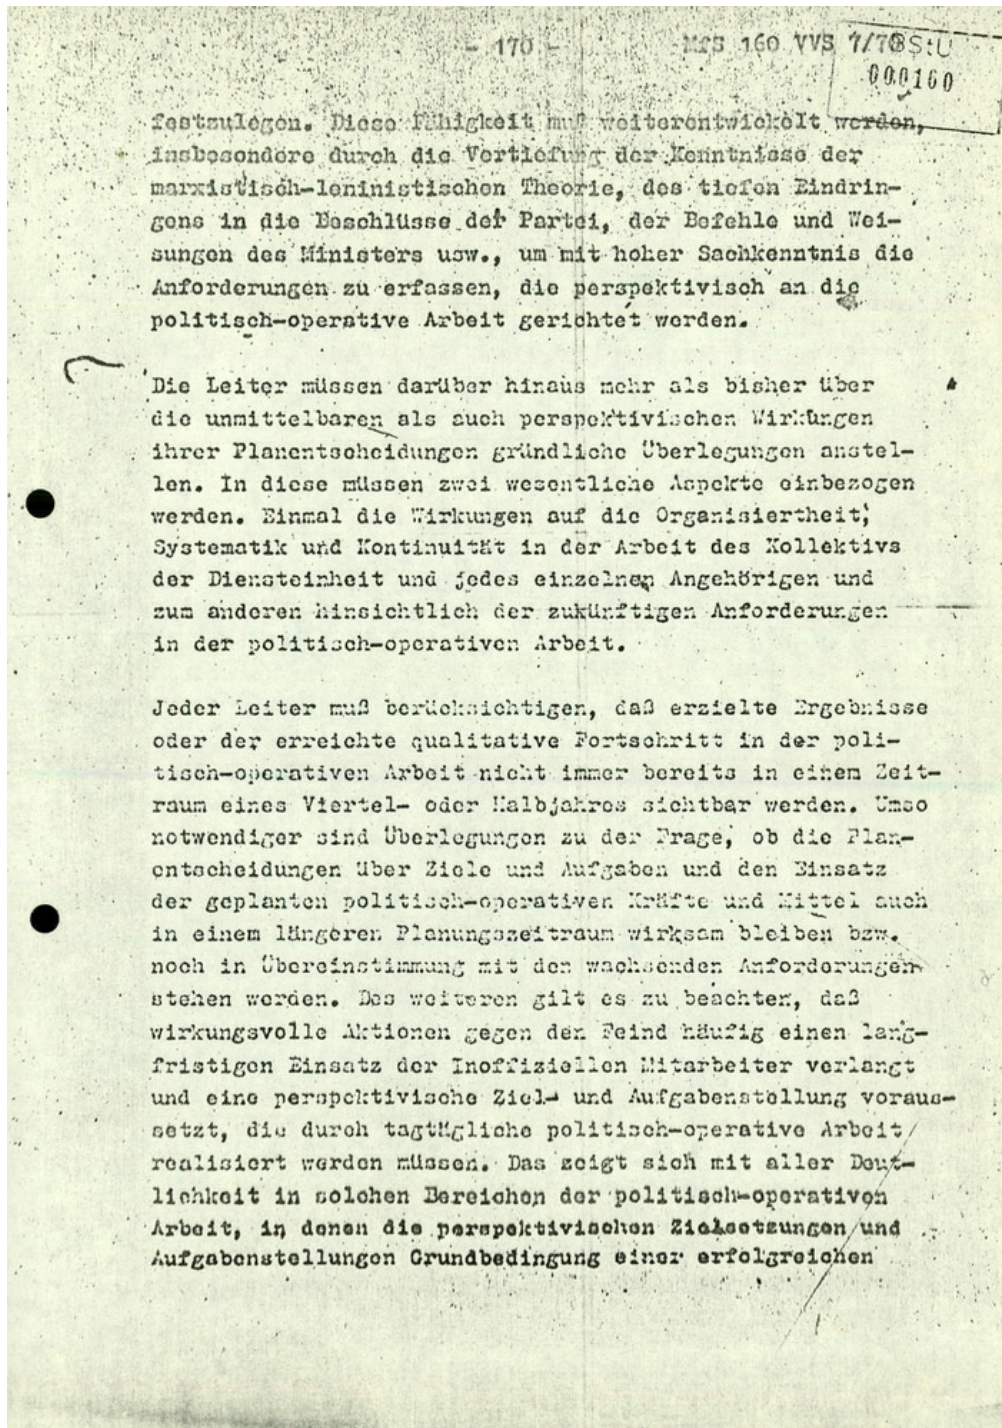 - 170 -
MfS 160 VVS 7/78
BStU
000160
festzulegen. Diese Fähigkeit muß weiterentwickelt werden,
insbesondere durch die Vertiefung der Kenntnisse der
marxistisch-leninistischen Theorie, des tiefen Eindrin-
gens in die Beschlüsse der Partei, der Befehle und Wei-
sungen des Ministers usw., um mit hoher Sachkenntnis die
Anforderungen zu erfassen, die perspektivisch an die
politisch-operative Arbeit gerichtet werden.
Die Leiter müssen darüber hinaus mehr als bisher über
die unmittelbaren als auch perspektivischen Wirkungen
ihrer Planentscheidungen gründliche Überlegungen anstel-
len. In diese müssen zwei wesentliche Aspekte einbezogen
werden. Einmal die Wirkungen auf die Organisiertheit,
Systematik und Kontinuität in der Arbeit des Kollektivs
der Diensteinheit und jedes einzelnen Angehörigen und
zum anderen hinsichtlich der zukünftigen Anforderungen
in der politisch-operativen Arbeit.
Jeder Leiter muß berücksichtigen, daß erzielte Ergebnisse
oder der erreichte qualitative Fortschritt in der poli-
tisch-operativen Arbeit nicht immer bereits in einem Zeit-
raum eines Viertel- oder Halbjahres sichtbar werden. Umso
notwendiger sind Überlegungen zu der Frage, ob die Plan-
entscheidungen über Ziele und Aufgaben und den Einsatz
der geplanten politisch-operativen Kräfte und Mittel auch
in einem längeren Planungszeitraum wirksam bleiben bzw.
noch in Übereinstimmung mit den wachsenden Anforderungen
stehen werden. Des weiteren gilt es zu beachten, daß
wirkungsvolle Aktionen gegen den Feind häufig einen lang-
fristigen Einsatz der Inoffiziellen Mitarbeiter verlangt
und eine perspektivische Ziel- und Aufgabenstellung voraus-
setzt, die durch tagtägliche politisch-operative Arbeit
realisiert werden müssen. Das zeigt sich mit aller Deut-
lichkeit in solchen Bereichen der politisch-operativen
Arbeit, in denen die perspektivischen Zielsetzungen und
Aufgabenstellungen Grundbedingung einer erfolgreichen